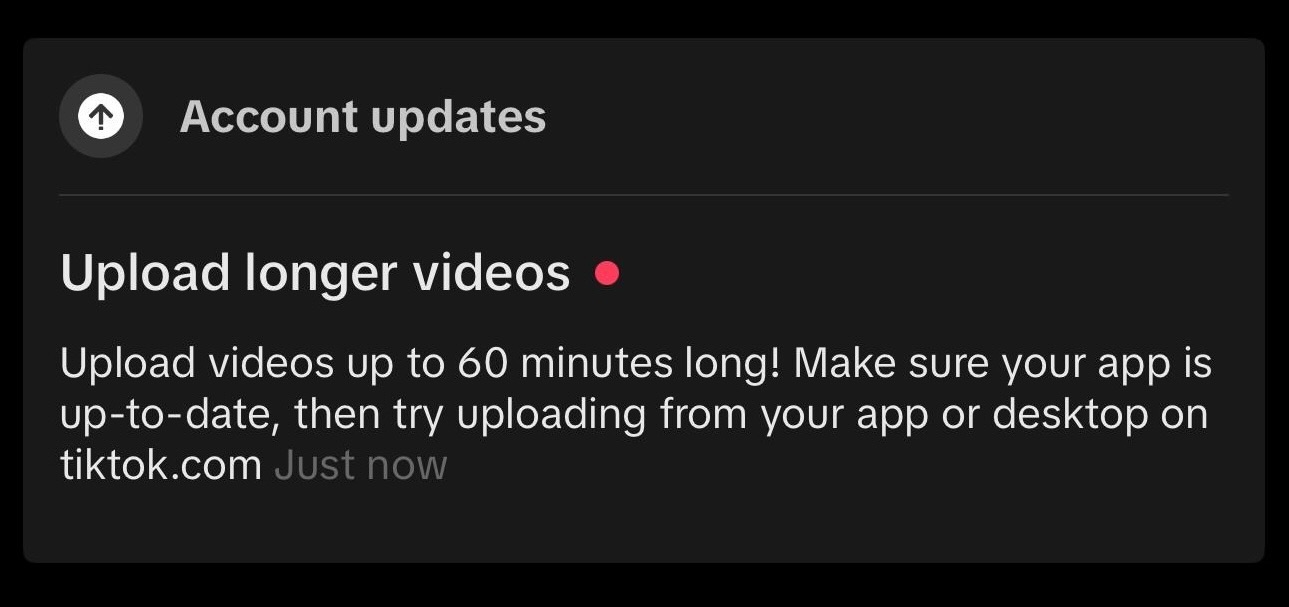 Account updates
Upload longer videos
Upload videos up to 60 minutes long! Make sure your app is
up-to-date, then try uploading from your app or desktop on
tiktok.com Just now